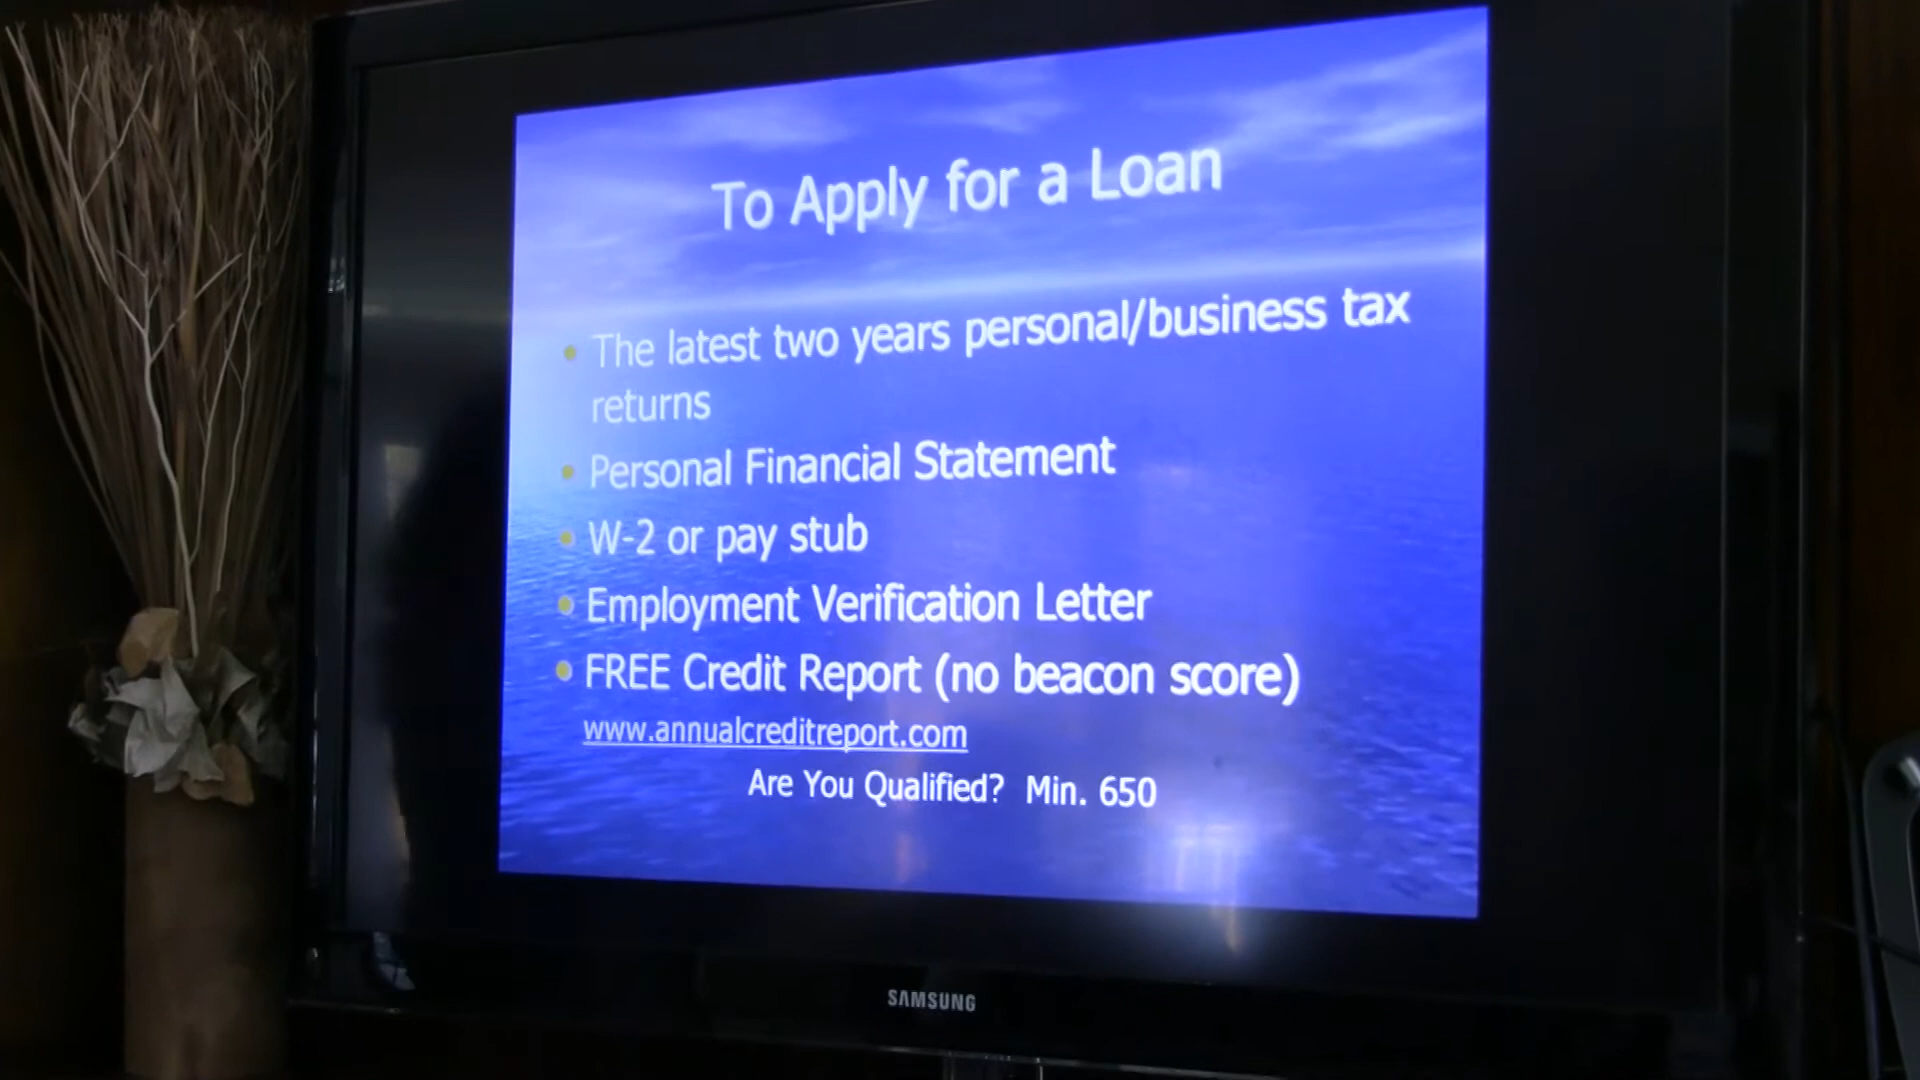 To Apply for a Loan
• The latest two years personal/business tax
returns
• Personal Financial Statement
• W-2 or pay stub
• Employment Verification Letter
• FREE Credit Report (no beacon score)
www.annualcreditreport.com
Are You Qualified? Min. 650
SAMSUNG